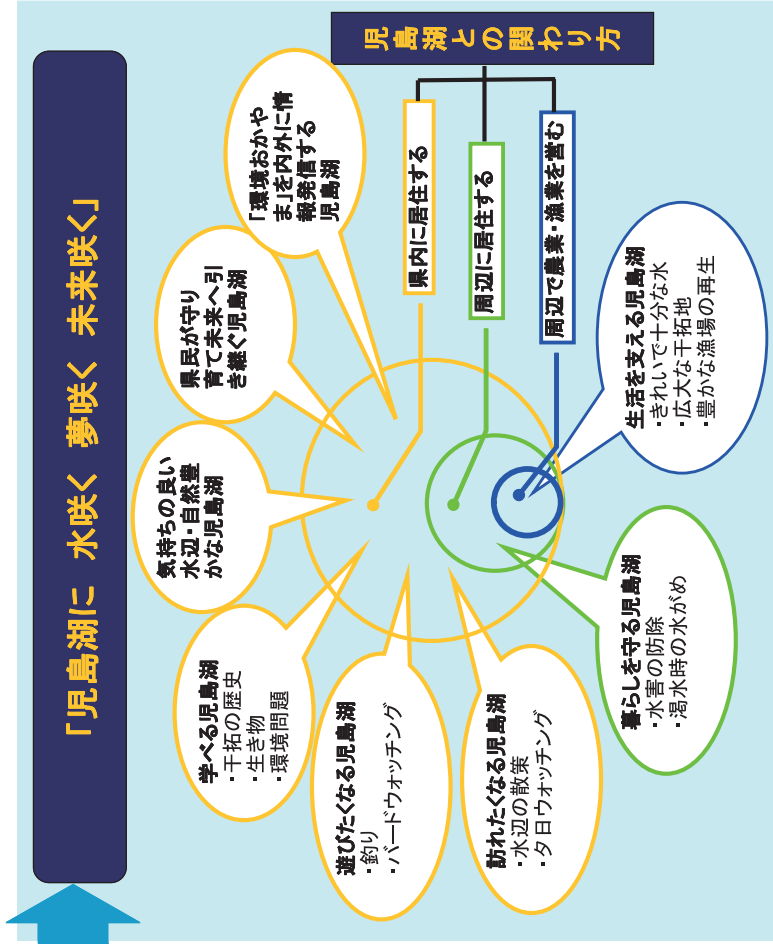 「児島湖に 水咲く 夢咲く 未来咲く」
学べる児島湖
・干拓の歴史
・生き物
・環境問題
気持ちの良い
水辺・自然豊
かな児島湖
県民が守り
育て未来へ引
き継ぐ児島湖
「環境おかや
ま」を内外に情
報発信する
児島湖
遊びたくなる児島湖
・釣り
・バードウォッチング
訪れたくなる児島湖
・水辺の散策
・夕日ウォッチング
暮らしを守る児島湖
・水害の防除
・渇水時の水がめ
生活を支える児島湖
・きれいで十分な水
・広大な干拓地
・豊かな漁場の再生
児島湖との関わり方
県内に居住する
周辺に居住する
周辺で農業・漁業を営む